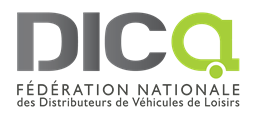 DICa
FÉDÉRATION NATIONALE
des Distributeurs de Véhicules de Loisirs